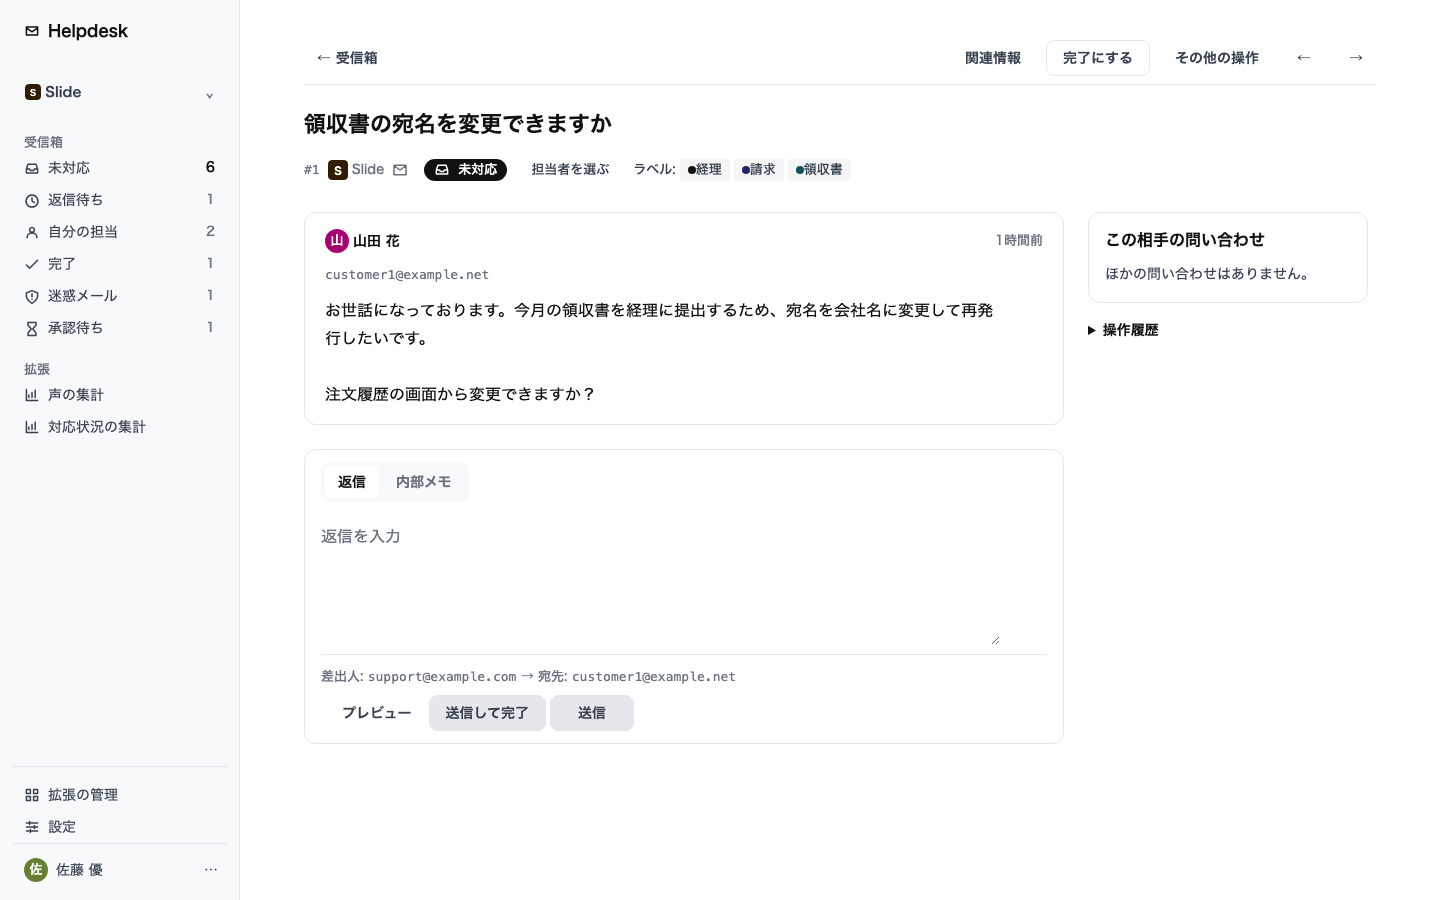 Helpdesk
S Slide
受信箱
未対応 6
返信待ち 1
自分の担当 2
完了 1
迷惑メール 1
承認待ち 1
拡張
声の集計
対応状況の集計
拡張の管理
設定
佐 佐藤 優 …
← 受信箱
関連情報 完了にする その他の操作 ← →
領収書の宛名を変更できますか
#1 S Slide 未対応 担当者を選ぶ ラベル: 経理 請求 領収書
山 山田 花 1時間前
customer1@example.net
お世話になっております。今月の領収書を経理に提出するため、宛名を会社名に変更して再発
行したいです。
注文履歴の画面から変更できますか？
返信 内部メモ
返信を入力
差出人: support@example.com → 宛先: customer1@example.net
プレビュー 送信して完了 送信
この相手の問い合わせ
ほかの問い合わせはありません。
▶ 操作履歴